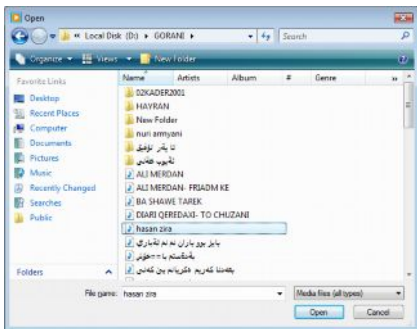 Open
« Local Disk (D:) ▸ GORANI ▸
Search
Organize Views New Folder
Favorite Links
Desktop
Recent Places
Computer
Documents
Pictures
Music
Recently Changed
Searches
Public
Folders
Name Artists Album # Genre »
02KADER2001
HAYRAN
New Folder
nuri armyani
ALI MERDAN
ALI MERDAN- FRIADM KE
BA SHAWE TAREK
DIARI QEREDAXI- TO CHUZANI
hasan zira
File name: hasan zira
Media files (all types)
Open Cancel